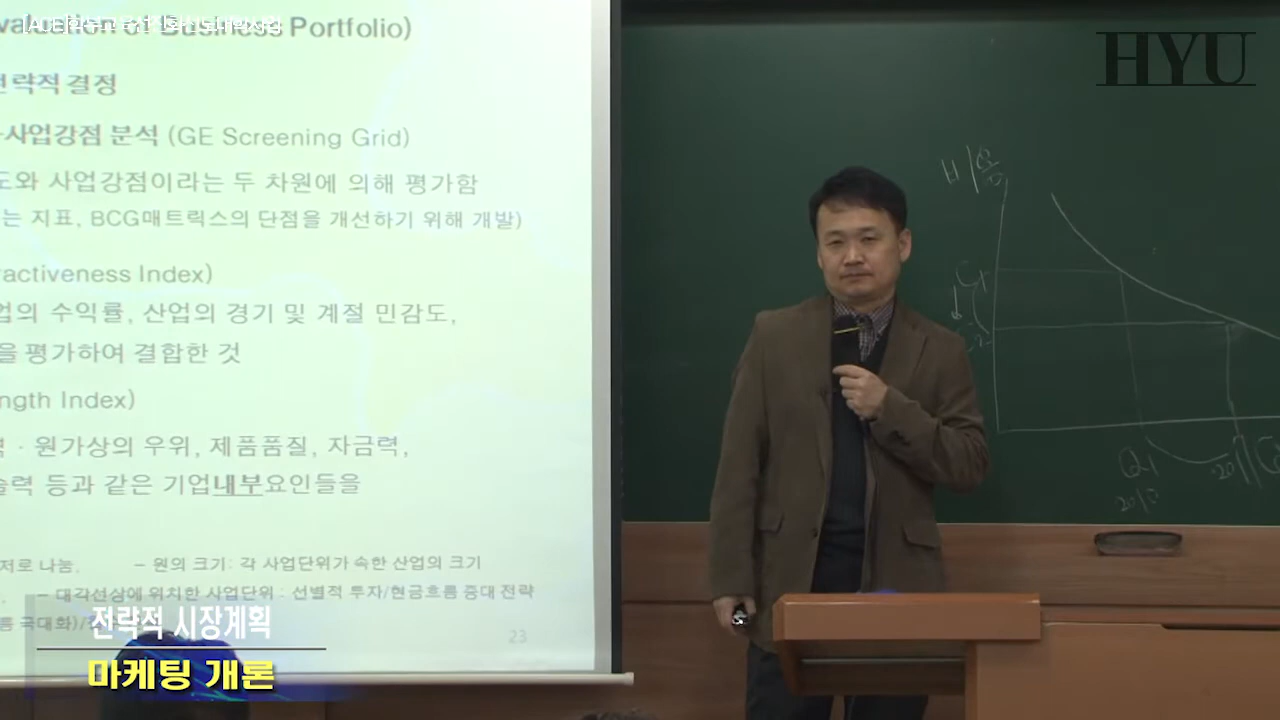 valuation of Business Portfolio)
HYU
전략적 결정
사업강점 분석 (GE Screening Grid)
도와 사업강점이라는 두 차원에 의해 평가함
는 지표, BCG매트릭스의 단점을 개선하기 위해 개발)
ractiveness Index)
업의 수익률, 산업의 경기 및 계절 민감도,
을 평가하여 결합한 것
ngth Index)
· 원가상의 우위, 제품품질, 자금력,
술력 등과 같은 기업내부요인들을
저로 나눔, – 원의 크기: 각 사업단위가 속한 산업의 크기
– 대각선상에 위치한 사업단위 : 선별적 투자/현금흐름 증대 전략
름 극대화)/
23
전략적 시장계획
마케팅 개론
비/
C1
Q1